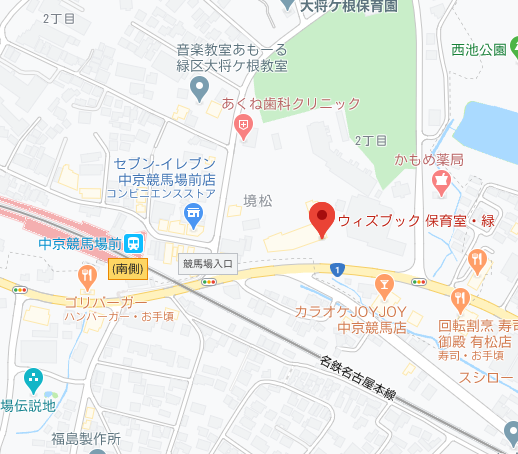 大将ケ根保育園
2丁目
音楽教室あもーる
緑区大将ケ根教室
西池公園
あくね歯科クリニック
2丁目
かもめ薬局
セブン-イレブン
中京競馬場前店
コンビニエンスストア
境松
ウィズブック 保育室・緑
中京競馬場前
(南側)
競馬場入口
1
ゴリバーガー
ハンバーガー・お手頃
カラオケJOYJOY
中京競馬店
回転割烹 寿司
御殿 有松店
寿司・お手頃
名鉄名古屋本線
スシロー
場伝説地
福島製作所